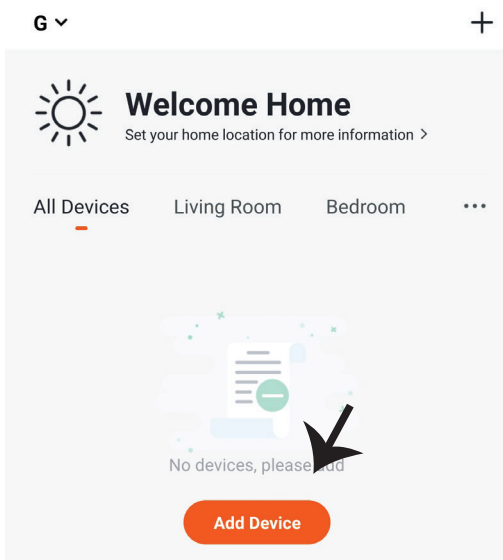 G
Welcome Home
Set your home location for more information >
All Devices Living Room Bedroom ...
No devices, please add
Add Device